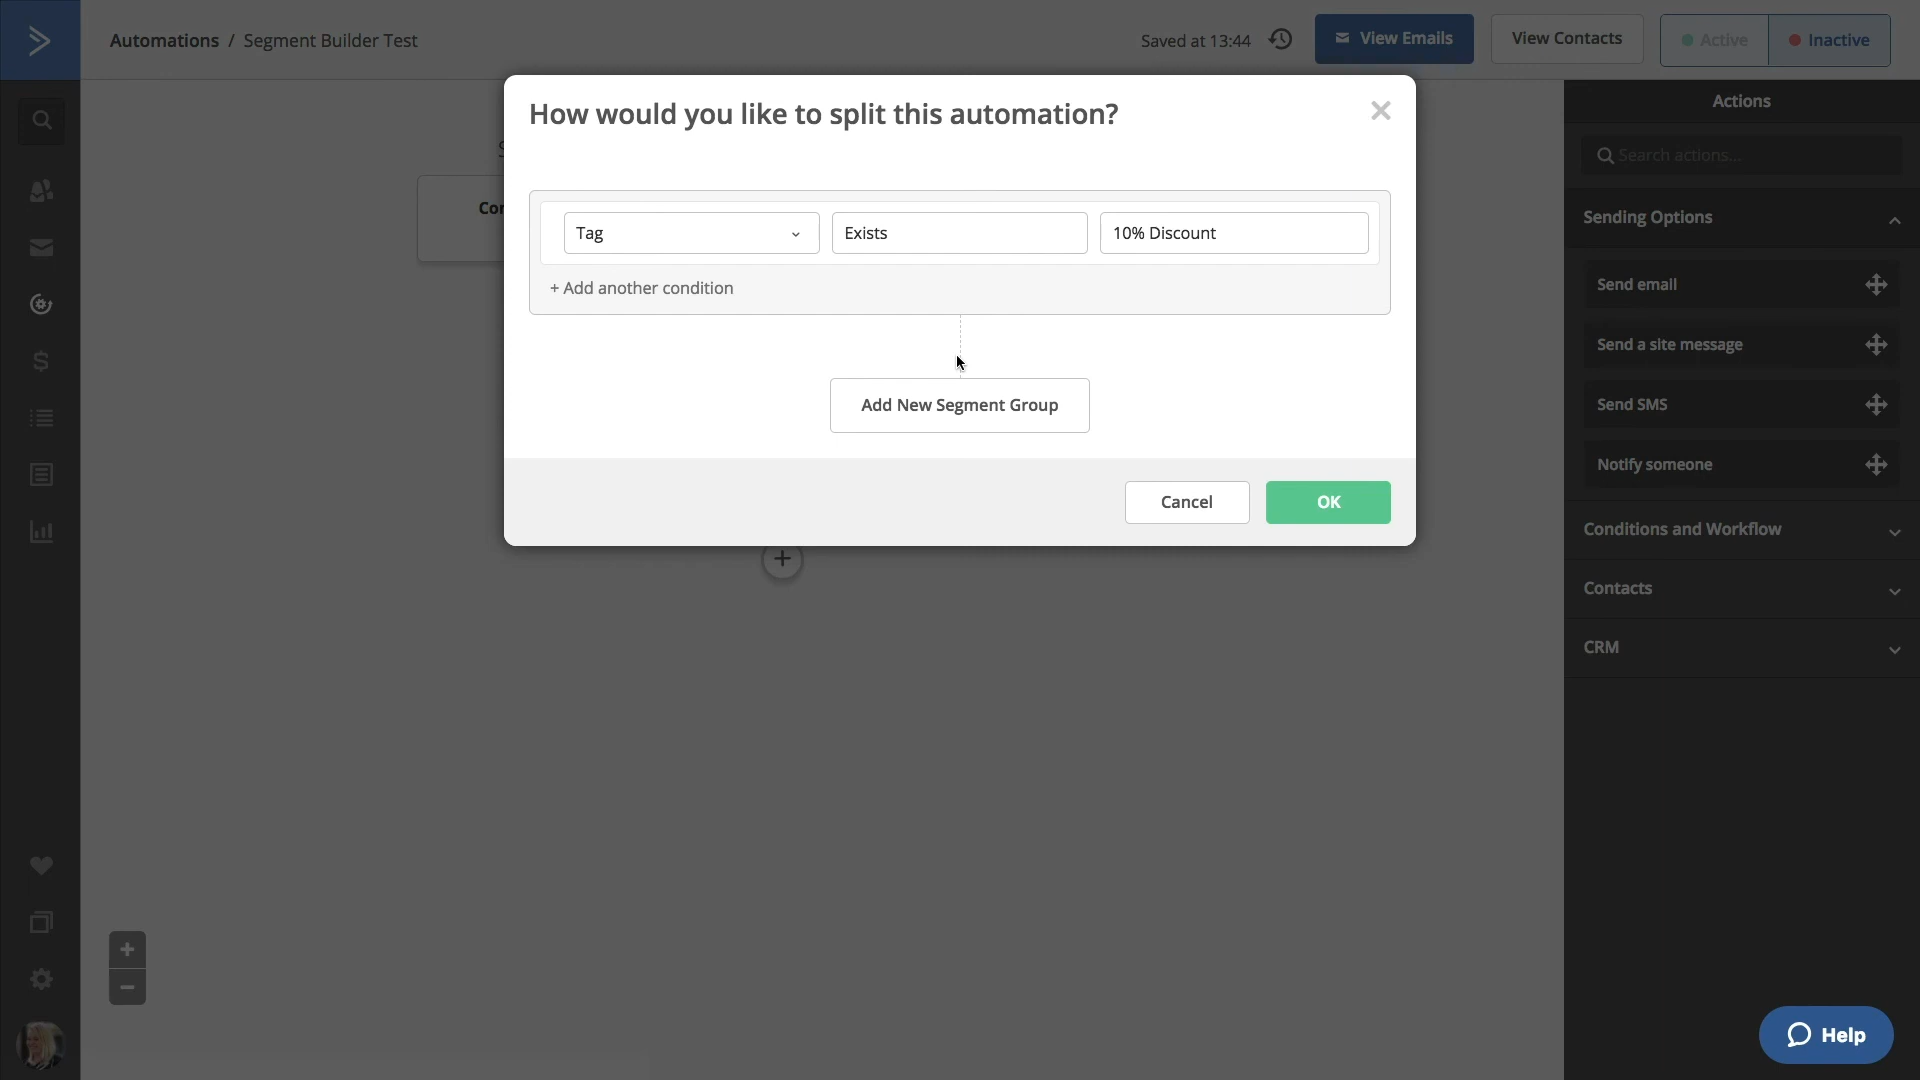 Automations / Segment Builder Test
Saved at 13:44
View Emails
View Contacts
Active
Inactive
How would you like to split this automation?
Tag
Exists
10% Discount
+ Add another condition
Add New Segment Group
Cancel
OK
Actions
Search actions...
Sending Options
Send email
Send a site message
Send SMS
Notify someone
Conditions and Workflow
Contacts
CRM
+
−
Help